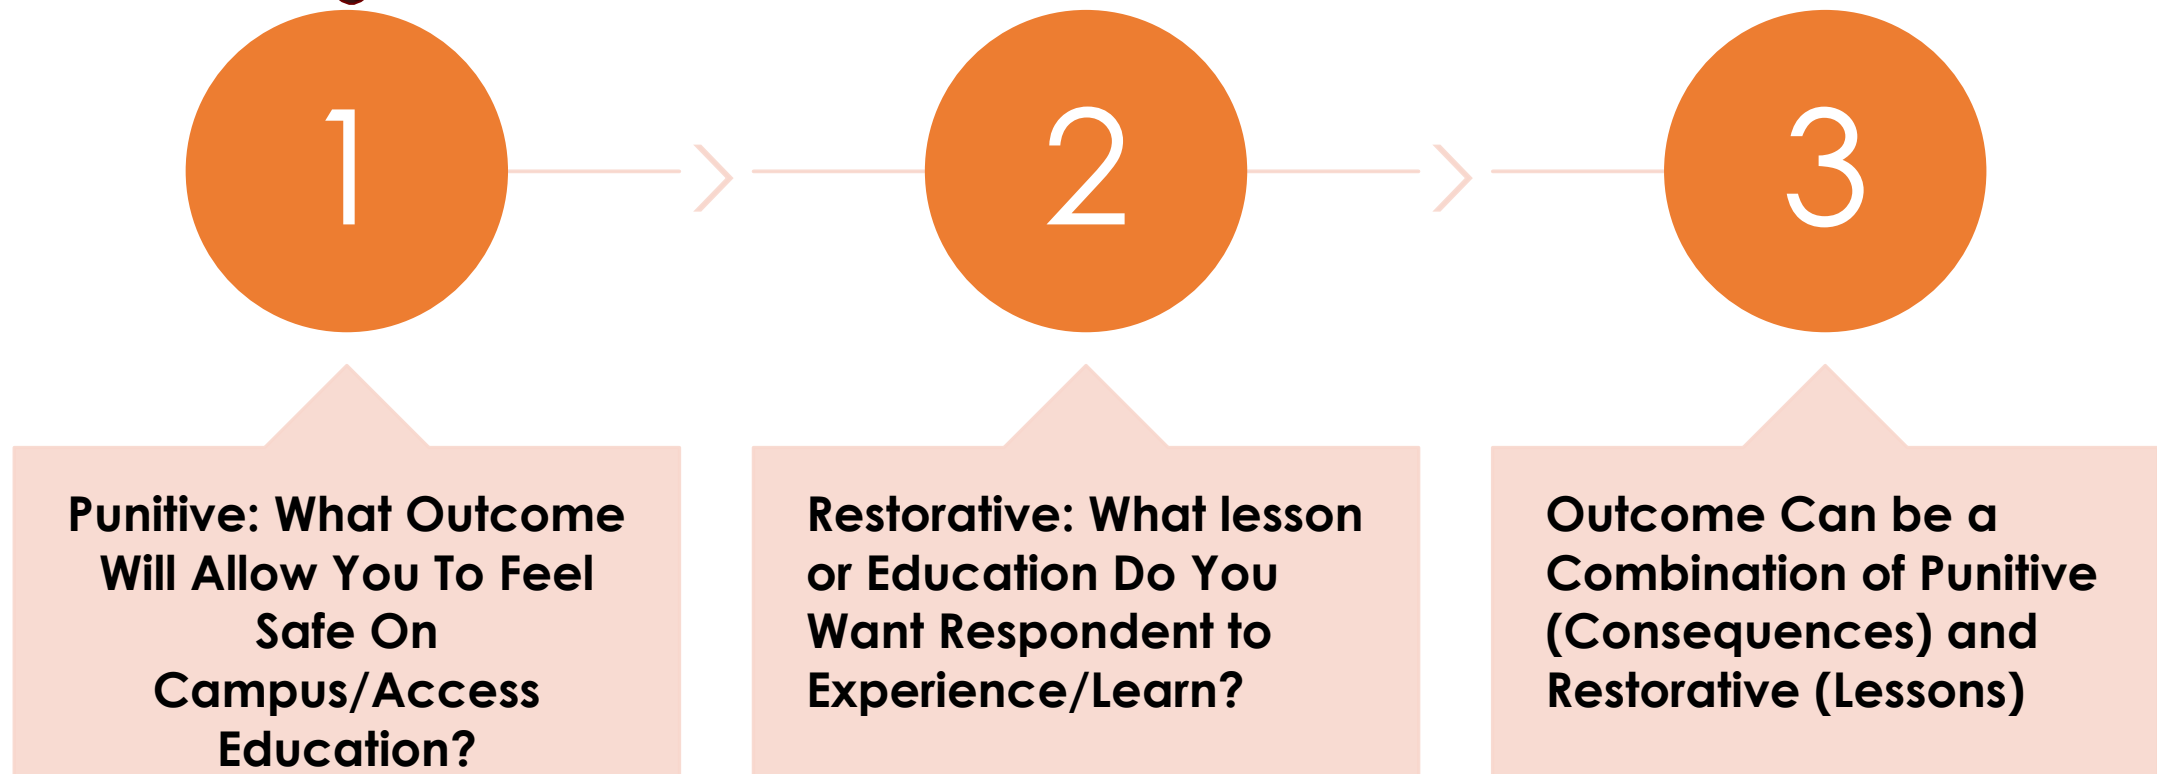 1
Punitive: What Outcome
Will Allow You To Feel
Safe On
Campus/Access
Education?
2
Restorative: What lesson
or Education Do You
Want Respondent to
Experience/Learn?
3
Outcome Can be a
Combination of Punitive
(Consequences) and
Restorative (Lessons)